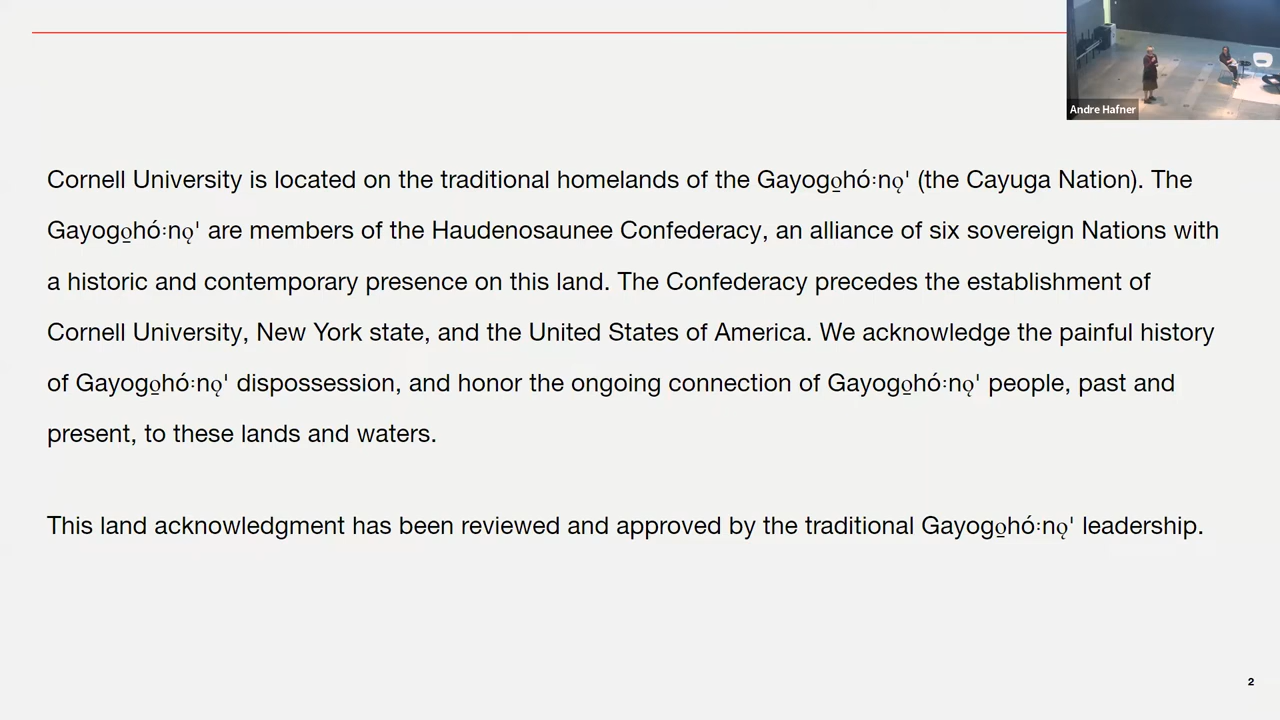 Andre Hafner
Cornell University is located on the traditional homelands of the Gayogo̱hó:nǫ' (the Cayuga Nation). The
Gayogo̱hó:nǫ' are members of the Haudenosaunee Confederacy, an alliance of six sovereign Nations with
a historic and contemporary presence on this land. The Confederacy precedes the establishment of
Cornell University, New York state, and the United States of America. We acknowledge the painful history
of Gayogo̱hó:nǫ' dispossession, and honor the ongoing connection of Gayogo̱hó:nǫ' people, past and
present, to these lands and waters.
This land acknowledgment has been reviewed and approved by the traditional Gayogo̱hó:nǫ' leadership.
2